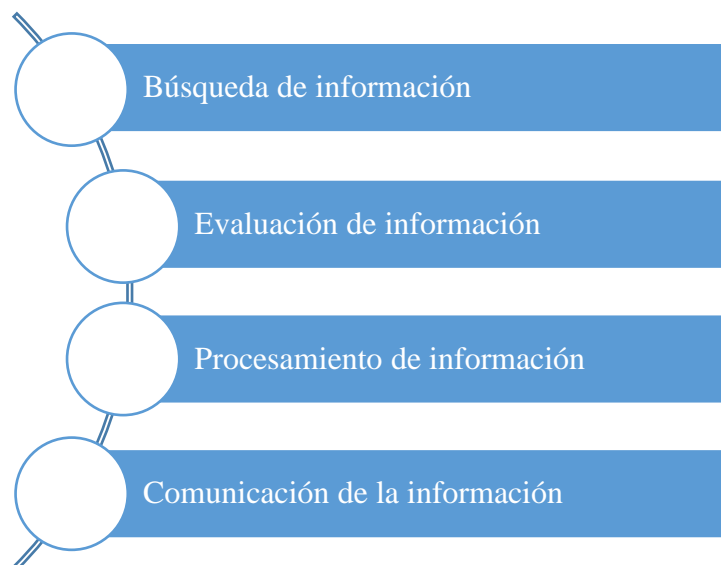 Búsqueda de información
Evaluación de información
Procesamiento de información
Comunicación de la información